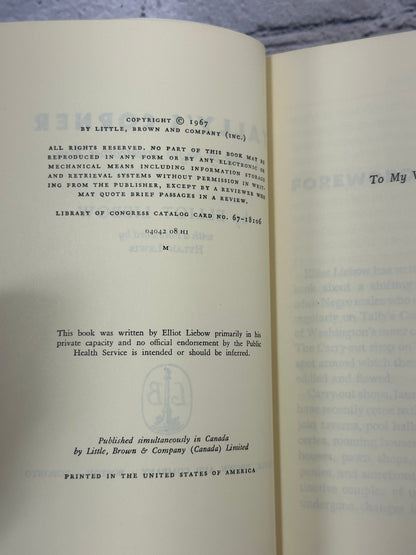 COPYRIGHT © 1967
BY LITTLE, BROWN AND COMPANY (INC.)
ALL RIGHTS RESERVED. NO PART OF THIS BOOK MAY BE
REPRODUCED IN ANY FORM OR BY ANY ELECTRONIC OR
MECHANICAL MEANS INCLUDING INFORMATION STORAGE
AND RETRIEVAL SYSTEMS WITHOUT PERMISSION IN WRIT-
ING FROM THE PUBLISHER, EXCEPT BY A REVIEWER WHO
MAY QUOTE BRIEF PASSAGES IN A REVIEW.
LIBRARY OF CONGRESS CATALOG CARD NO. 67-18106
04042 08 H1
M
This book was written by Elliot Liebow primarily in his
private capacity and no official endorsement by the Public
Health Service is intended or should be inferred.
Published simultaneously in Canada
by Little, Brown & Company (Canada) Limited
PRINTED IN THE UNITED STATES OF AMERICA
To My